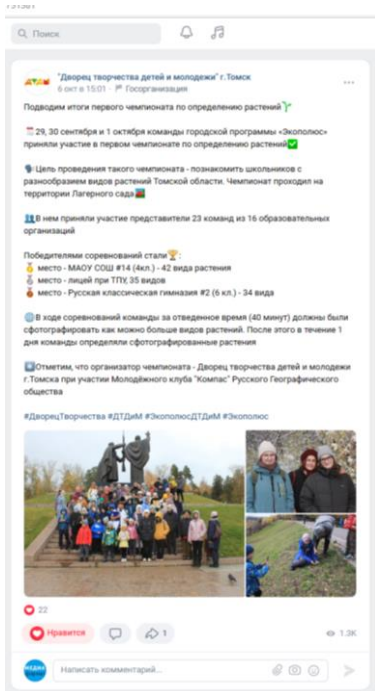 Поиск
"Дворец творчества детей и молодежи" г.Томск
6 окт в 15:01 · Госорганизация
Подводим итоги первого чемпионата по определению растений
29, 30 сентября и 1 октября команды городской программы «Экополюс»
приняли участие в первом чемпионате по определению растений
Цель проведения такого чемпионата - познакомить школьников с
разнообразием видов растений Томской области. Чемпионат проходил на
территории Лагерного сада
В нем приняли участие представители 23 команд из 16 образовательных
организаций
Победителями соревнований стали :
место - МАОУ СОШ #14 (4кл.) - 42 вида растения
место - лицей при ТПУ, 35 видов
место - Русская классическая гимназия #2 (6 кл.) - 34 вида
В ходе соревнований команды за отведенное время (40 минут) должны были
сфотографировать как можно больше видов растений. После этого в течение 1
дня команды определяли сфотографированные растения
Отметим, что организатор чемпионата - Дворец творчества детей и молодежи
г.Томска при участии Молодёжного клуба "Компас" Русского Географического
общества
#ДворецТворчества #ДТДиМ #ЭкополюсДТДиМ #Экополюс
22
Нравится 1 1.3K
Написать комментарий...